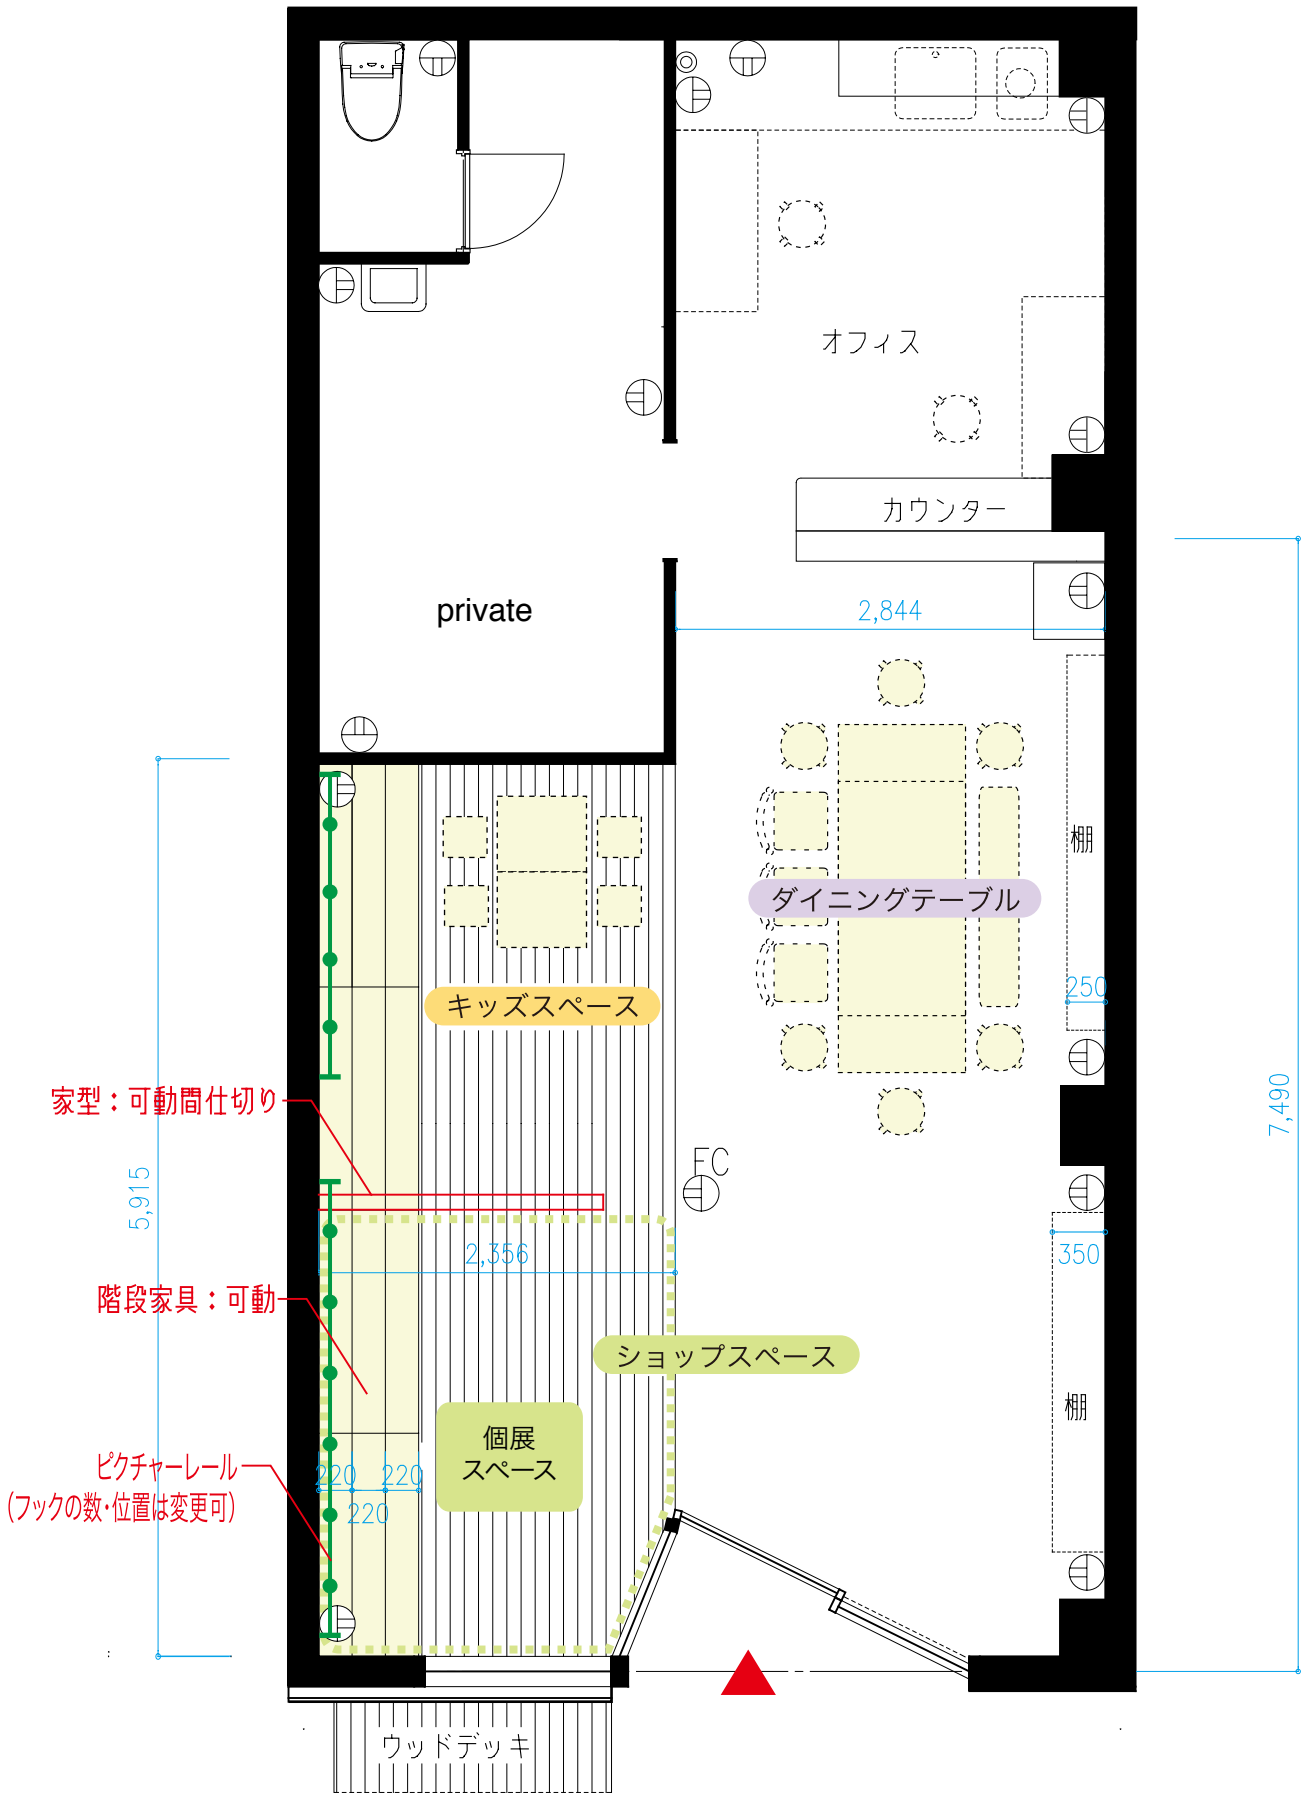 オフィス
カウンター
2,844
private
棚
ダイニングテーブル
250
キッズスペース
家型：可動間仕切り
7,490
5,915
FC
2,356
350
階段家具：可動
ショップスペース
棚
個展
スペース
ピクチャーレール
(フックの数・位置は変更可)
220
220
220
ウッドデッキ